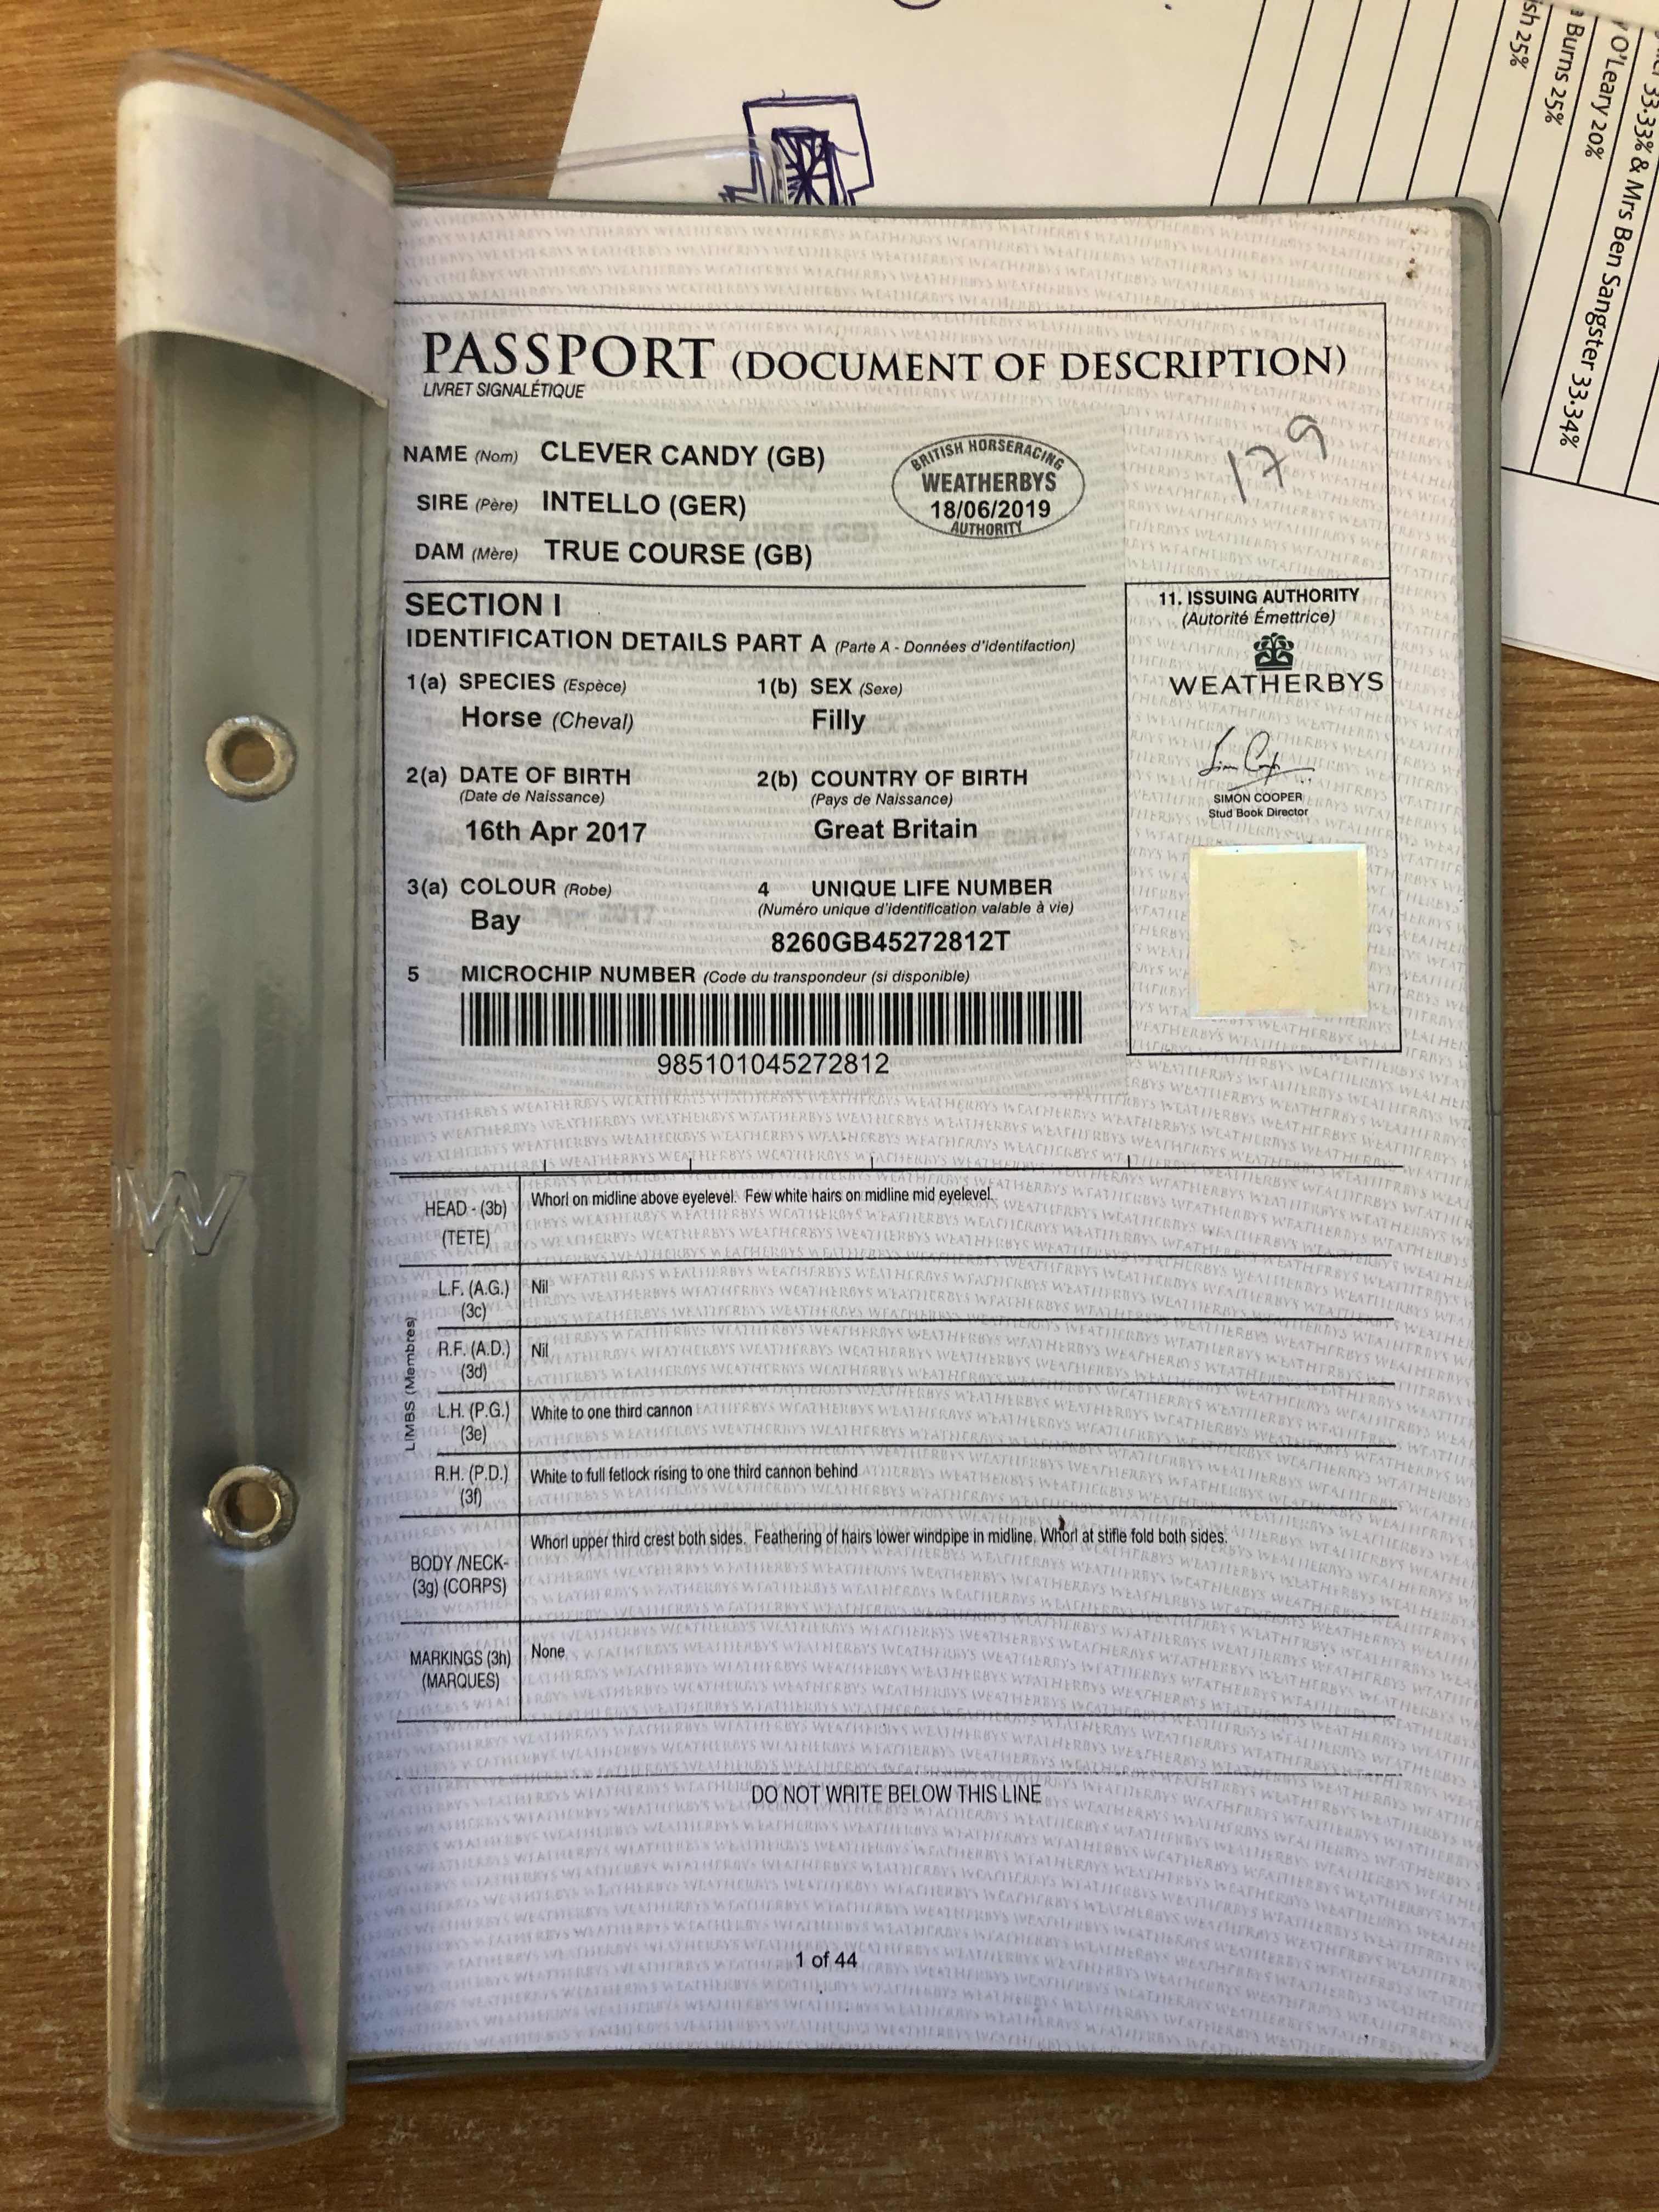 sh 25%
Burns 25%
O'Leary 20%
33.33% & Mrs Ben Sangster 33.34%
PASSPORT (DOCUMENT OF DESCRIPTION)
LIVRET SIGNALÉTIQUE
179
NAME (Nom) CLEVER CANDY (GB)
SIRE (Père) INTELLO (GER)
DAM (Mère) TRUE COURSE (GB)
BRITISH HORSERACING
WEATHERBYS
18/06/2019
AUTHORITY
SECTION I
IDENTIFICATION DETAILS PART A (Parte A - Données d'identifaction)
1(a) SPECIES (Espèce) 1(b) SEX (Sexe)
Horse (Cheval) Filly
2(a) DATE OF BIRTH 2(b) COUNTRY OF BIRTH
(Date de Naissance) (Pays de Naissance)
16th Apr 2017 Great Britain
3(a) COLOUR (Robe) 4 UNIQUE LIFE NUMBER
(Numéro unique d'identification valable à vie)
Bay
8260GB45272812T
5 MICROCHIP NUMBER (Code du transpondeur (si disponible)
985101045272812
11. ISSUING AUTHORITY
(Autorité Émettrice)
WEATHERBYS
SIMON COOPER
Stud Book Director
HEAD - (3b) Whorl on midline above eyelevel. Few white hairs on midline mid eyelevel.
(TETE)
LIMBS (Membres)
L.F. (A.G.) Nil
(3c)
R.F. (A.D.) Nil
(3d)
L.H. (P.G.) White to one third cannon
(3e)
R.H. (P.D.) White to full fetlock rising to one third cannon behind
(3f)
Whorl upper third crest both sides. Feathering of hairs lower windpipe in midline. Whorl at stifle fold both sides.
BODY /NECK-
(3g) (CORPS)
MARKINGS (3h) None
(MARQUES)
DO NOT WRITE BELOW THIS LINE
1 of 44
W